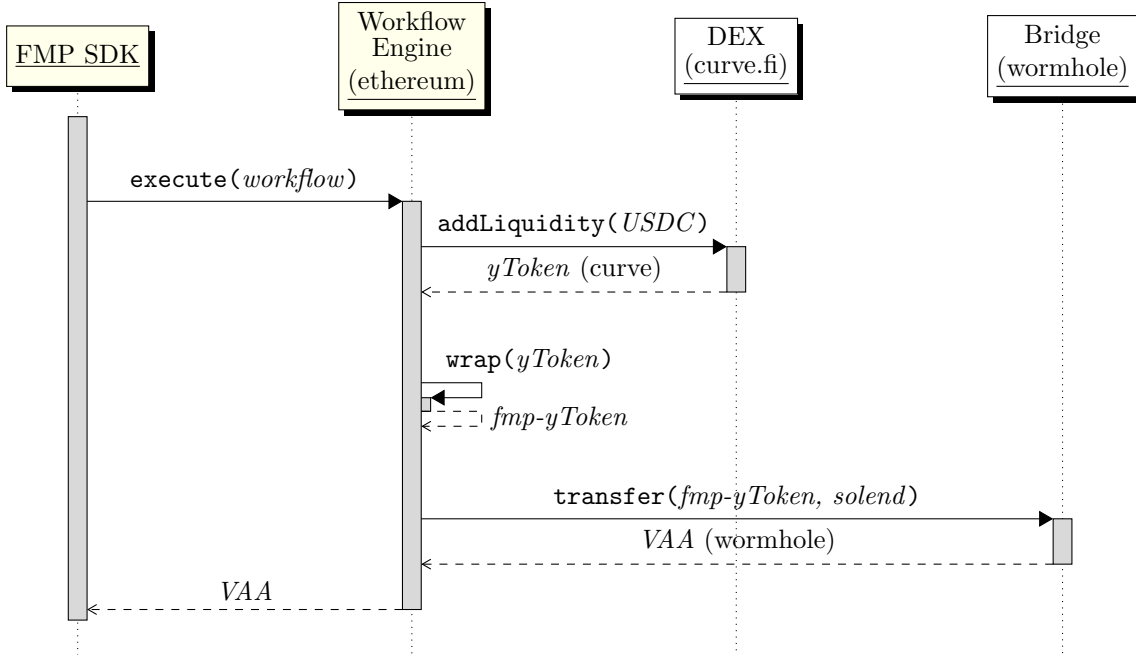 FMP SDK
Workflow
Engine
(ethereum)
DEX
(curve.fi)
Bridge
(wormhole)
execute(workflow)
addLiquidity(USDC)
yToken (curve)
wrap(yToken)
fmp-yToken
transfer(fmp-yToken, solend)
VAA (wormhole)
VAA